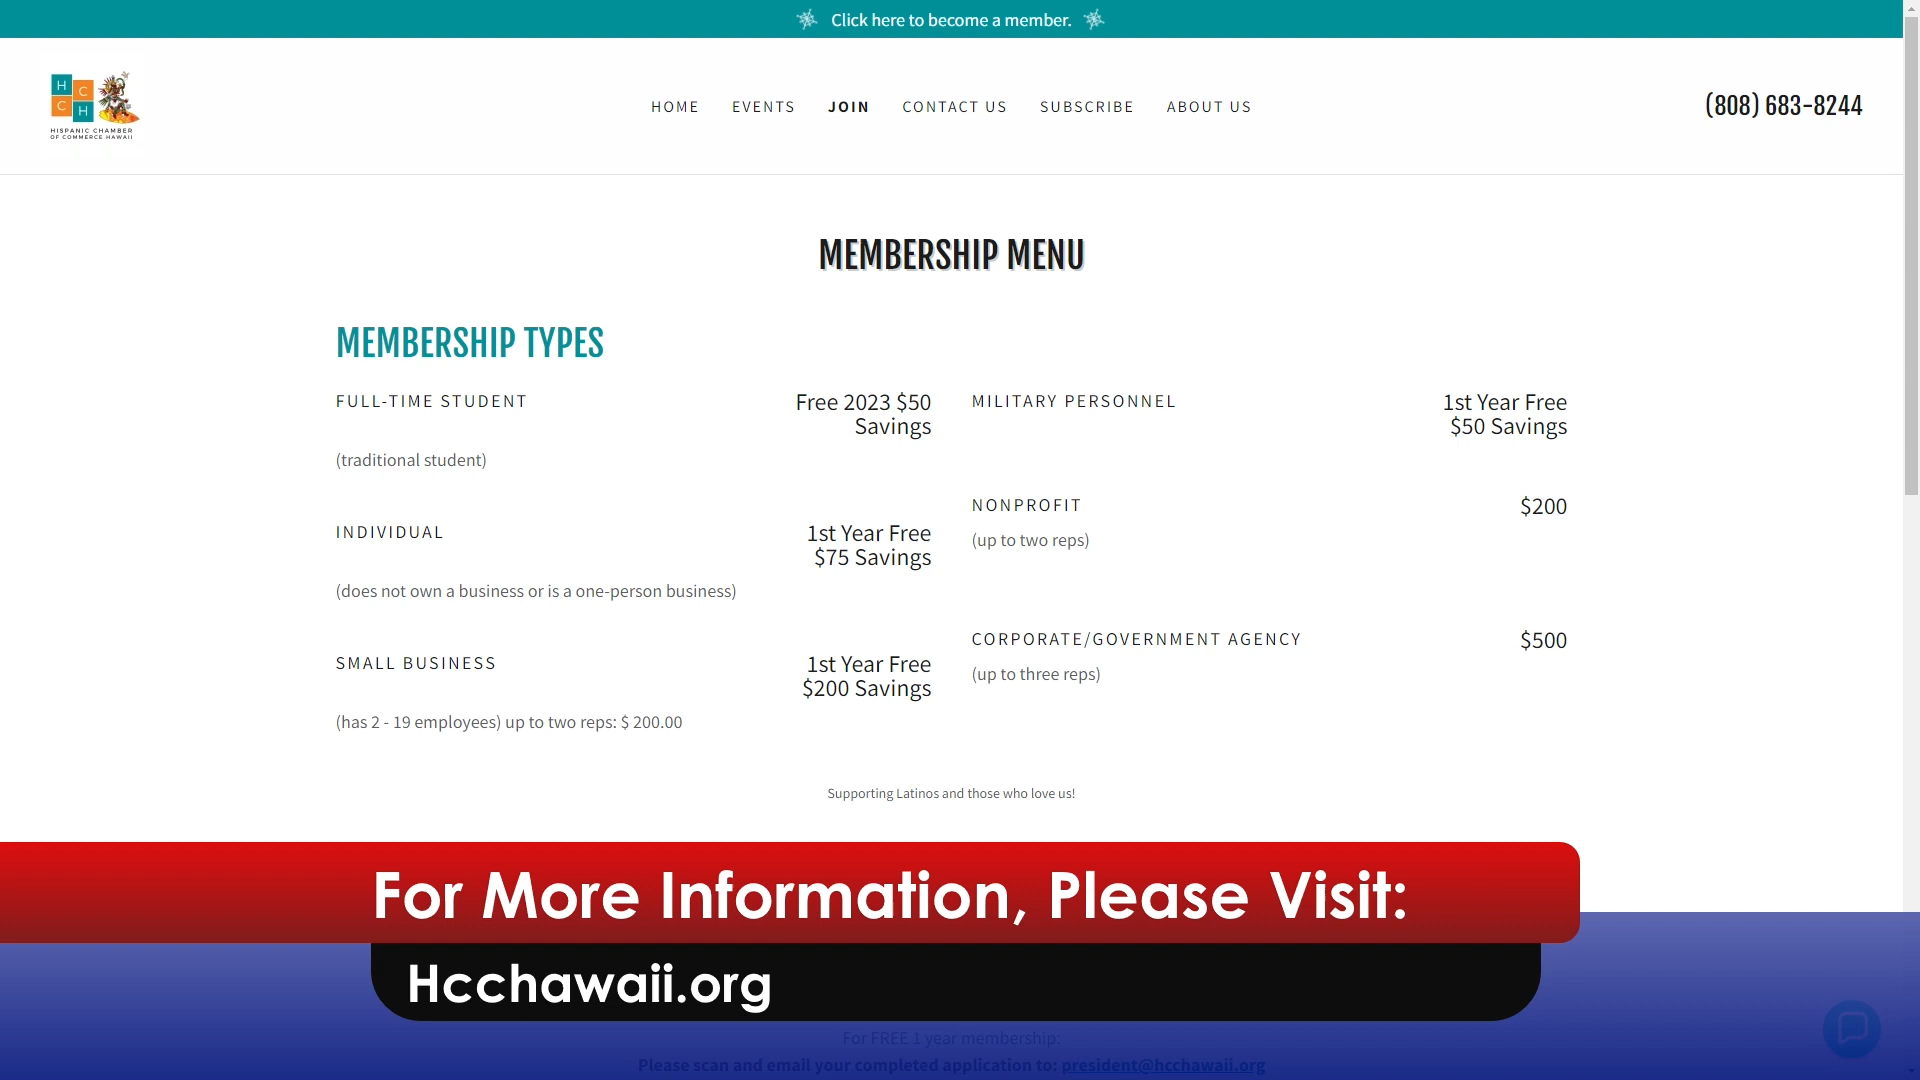 Click here to become a member.
H C
C H
HISPANIC CHAMBER
OF COMMERCE HAWAII
HOME EVENTS JOIN CONTACT US SUBSCRIBE ABOUT US
(808) 683-8244
MEMBERSHIP MENU
MEMBERSHIP TYPES
FULL-TIME STUDENT
Free 2023 $50
Savings
(traditional student)
INDIVIDUAL
1st Year Free
$75 Savings
(does not own a business or is a one-person business)
SMALL BUSINESS
1st Year Free
$200 Savings
(has 2 - 19 employees) up to two reps: $ 200.00
MILITARY PERSONNEL
1st Year Free
$50 Savings
NONPROFIT
$200
(up to two reps)
CORPORATE/GOVERNMENT AGENCY
$500
(up to three reps)
Supporting Latinos and those who love us!
For More Information, Please Visit:
Hcchawaii.org
For FREE 1 year membership:
Please scan and email your completed application to: president@hcchawaii.org